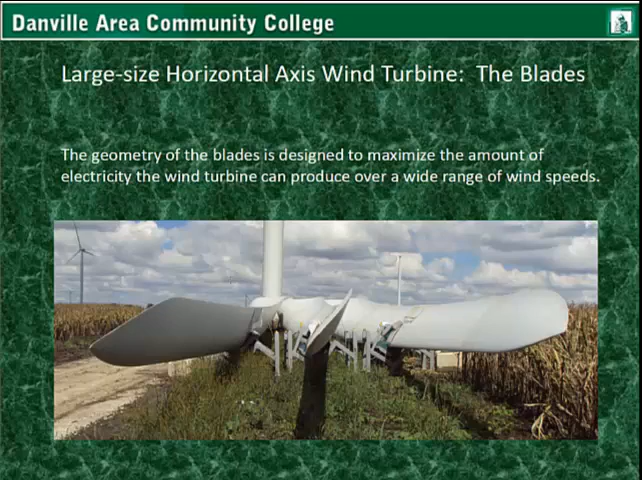 Danville Area Community College
Large-size Horizontal Axis Wind Turbine: The Blades
The geometry of the blades is designed to maximize the amount of
electricity the wind turbine can produce over a wide range of wind speeds.